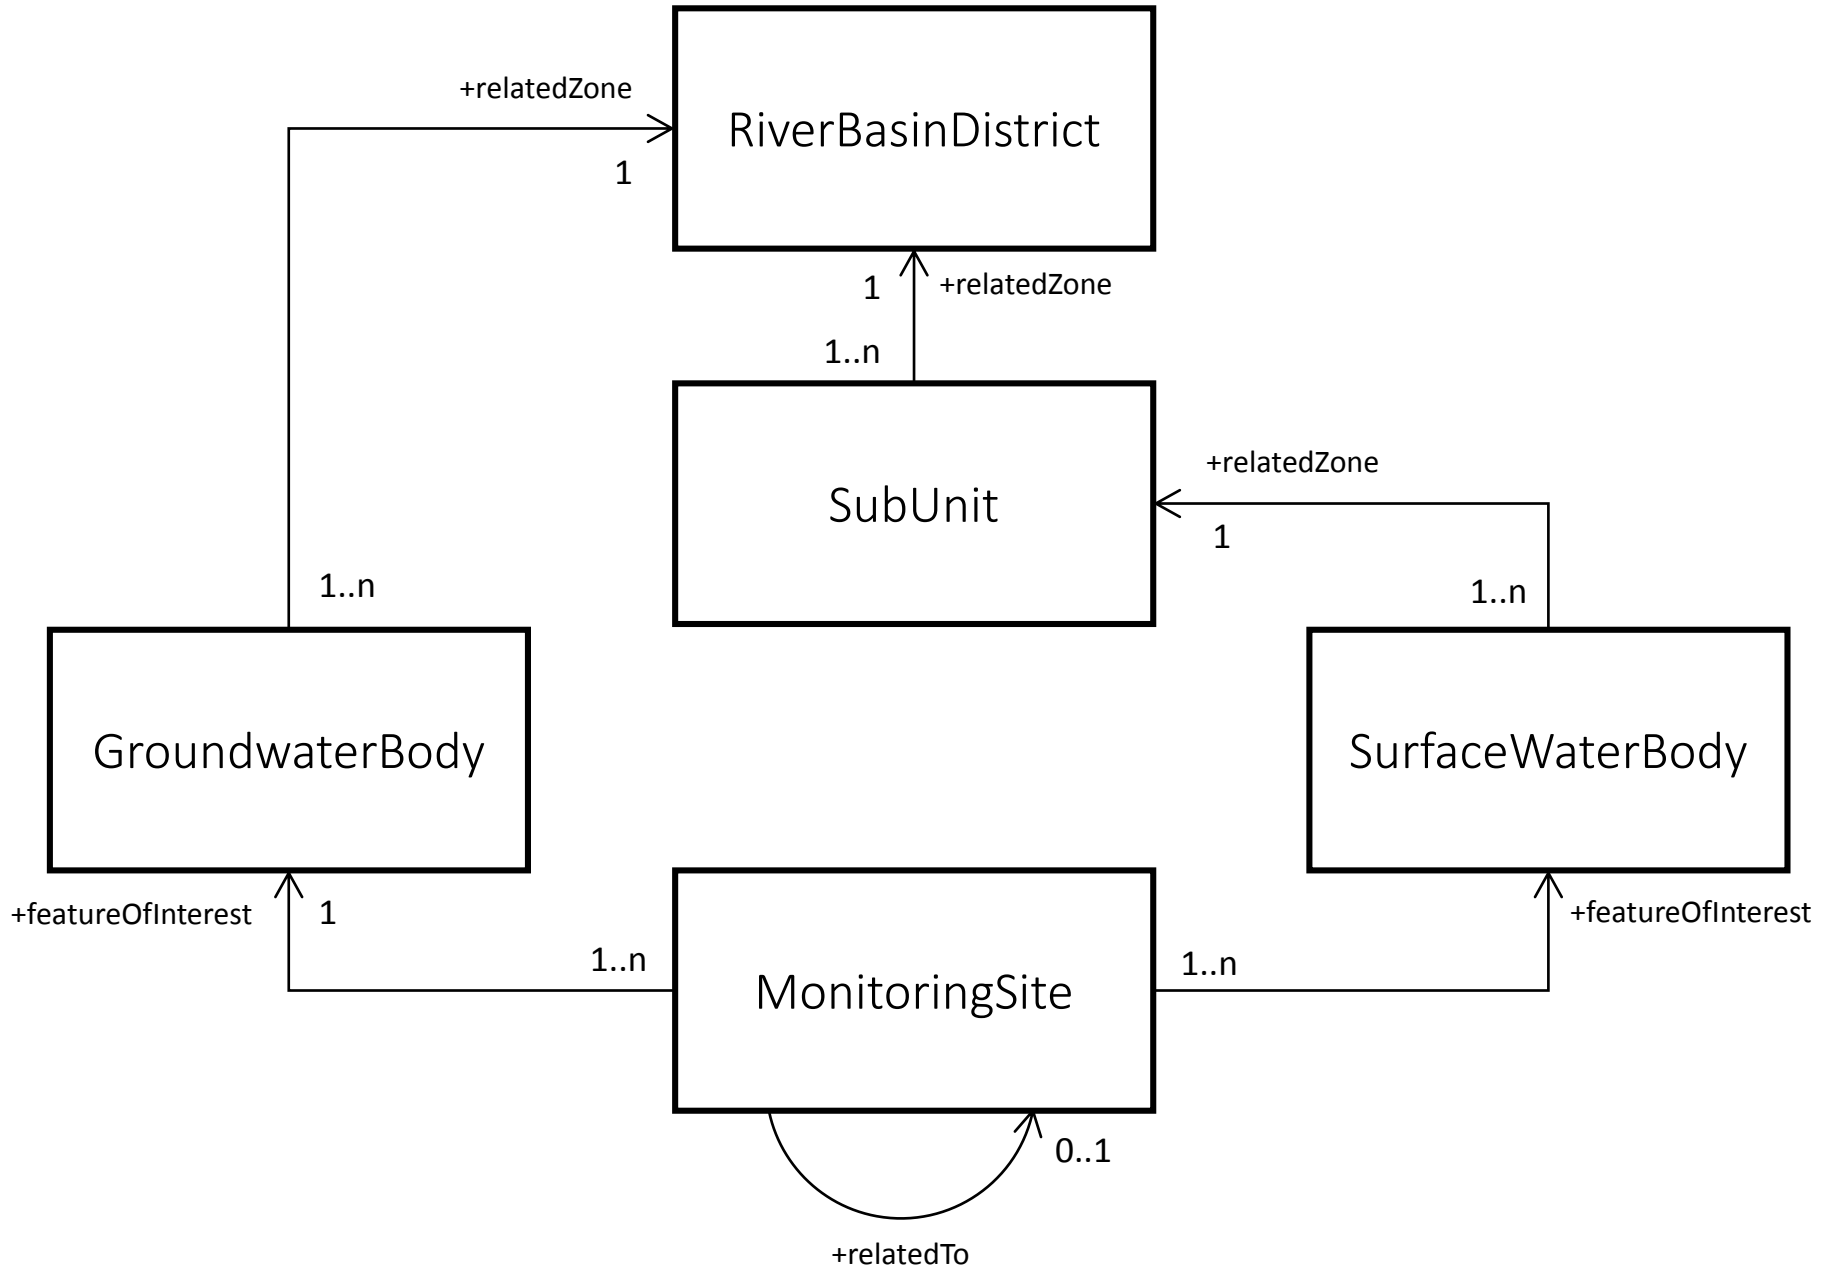 +relatedZone
RiverBasinDistrict
1
1
+relatedZone
1..n
+relatedZone
SubUnit
1
1..n
1..n
GroundwaterBody
SurfaceWaterBody
+featureOfInterest
1
+featureOfInterest
1..n
1..n
MonitoringSite
0..1
+relatedTo